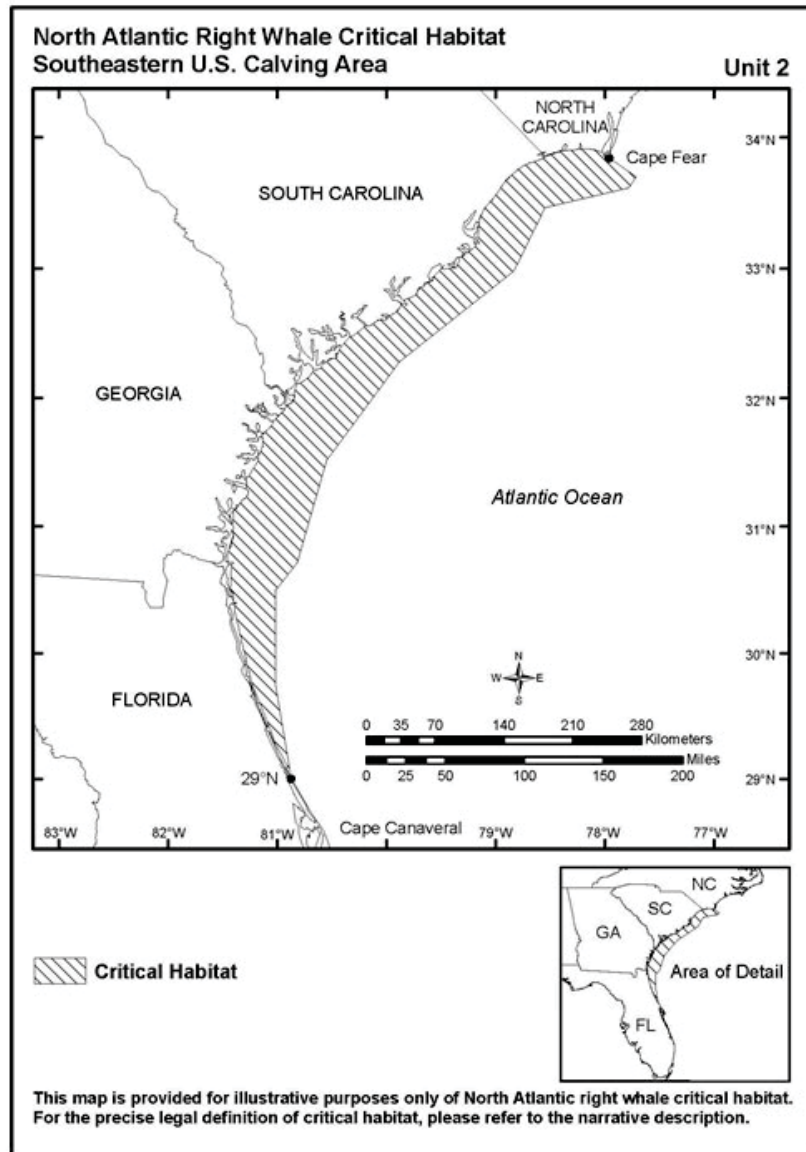 North Atlantic Right Whale Critical Habitat
Southeastern U.S. Calving Area
Unit 2
NORTH
CAROLINA
34°N
Cape Fear
SOUTH CAROLINA
33°N
GEORGIA
32°N
Atlantic Ocean
31°N
N
W E
S
30°N
FLORIDA
0 35 70 140 210 280
Kilometers
Miles
0 25 50 100 150 200
29°N
29°N
Cape Canaveral
83°W 82°W 81°W 79°W 78°W 77°W
NC
SC
GA
Area of Detail
FL
Critical Habitat
This map is provided for illustrative purposes only of North Atlantic right whale critical habitat.
For the precise legal definition of critical habitat, please refer to the narrative description.